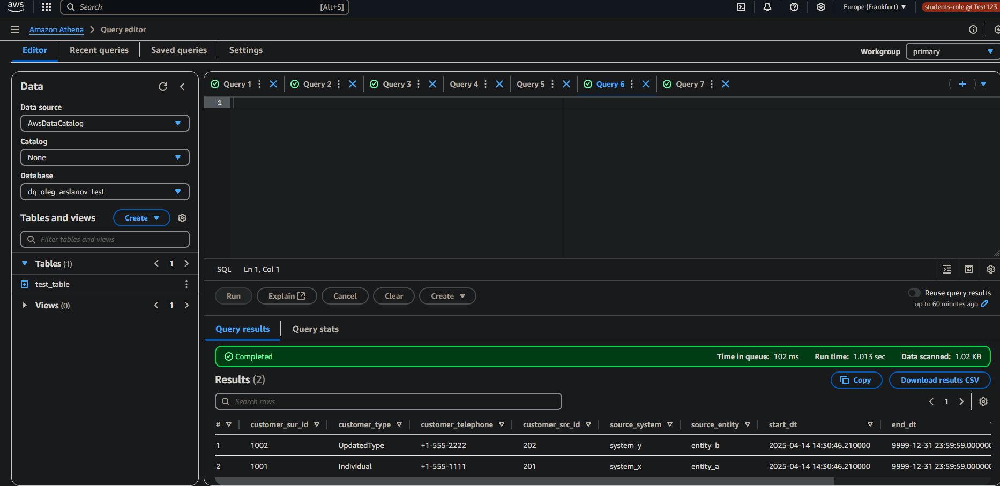 aws
Search [Alt+S] Europe (Frankfurt) students-role @ Test123
Amazon Athena Query editor
Editor Recent queries Saved queries Settings
Workgroup primary
Data
Data source
AwsDataCatalog
Catalog
None
Database
dq_oleg_arslanov_test
Tables and views Create
Filter tables and views
Tables (1) 1
test_table
Views (0) 1
Query 1 Query 2 Query 3 Query 4 Query 5 Query 6 Query 7
1
SQL Ln 1, Col 1
Run Explain Cancel Clear Create
Reuse query results
up to 60 minutes ago
Query results Query stats
Completed Time in queue: 102 ms Run time: 1.013 sec Data scanned: 1.02 KB
Results (2) Copy Download results CSV
Search rows 1
# customer_sur_id customer_type customer_telephone customer_src_id source_system source_entity start_dt end_dt
1 1002 UpdatedType +1-555-2222 202 system_y entity_b 2025-04-14 14:30:46.210000 9999-12-31 23:59:59.000000
2 1001 Individual +1-555-1111 201 system_x entity_a 2025-04-14 14:30:46.210000 9999-12-31 23:59:59.000000